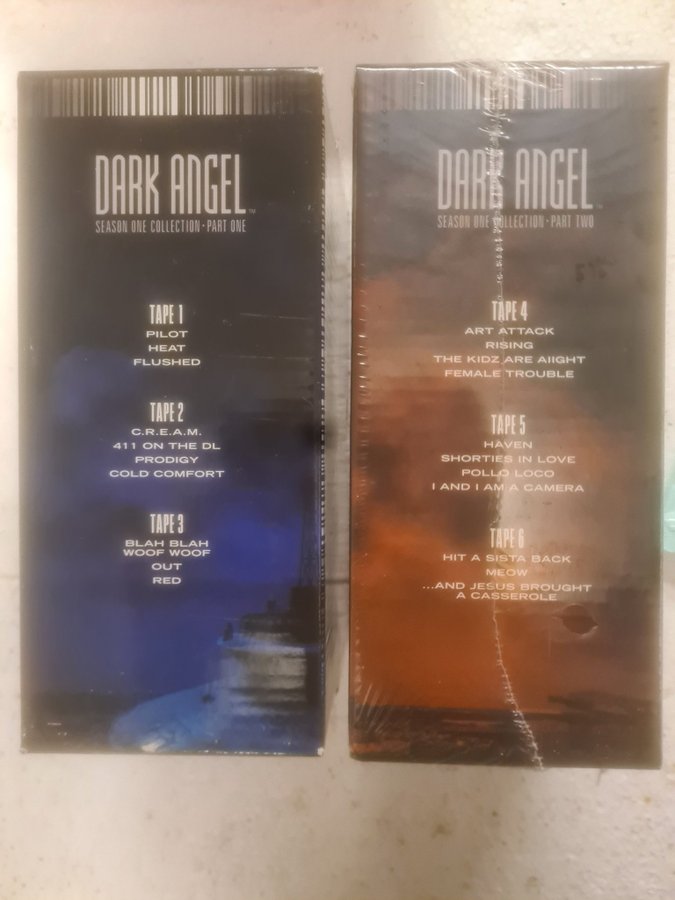 DARK ANGEL™
SEASON ONE COLLECTION • PART ONE
TAPE 1
PILOT
HEAT
FLUSHED
TAPE 2
C.R.E.A.M.
411 ON THE DL
PRODIGY
COLD COMFORT
TAPE 3
BLAH BLAH
WOOF WOOF
OUT
RED
DARK ANGEL™
SEASON ONE COLLECTION • PART TWO
TAPE 4
ART ATTACK
RISING
THE KIDZ ARE AIIGHT
FEMALE TROUBLE
TAPE 5
HAVEN
SHORTIES IN LOVE
POLLO LOCO
I AND I AM A CAMERA
TAPE 6
HIT A SISTA BACK
MEOW
...AND JESUS BROUGHT
A CASSEROLE